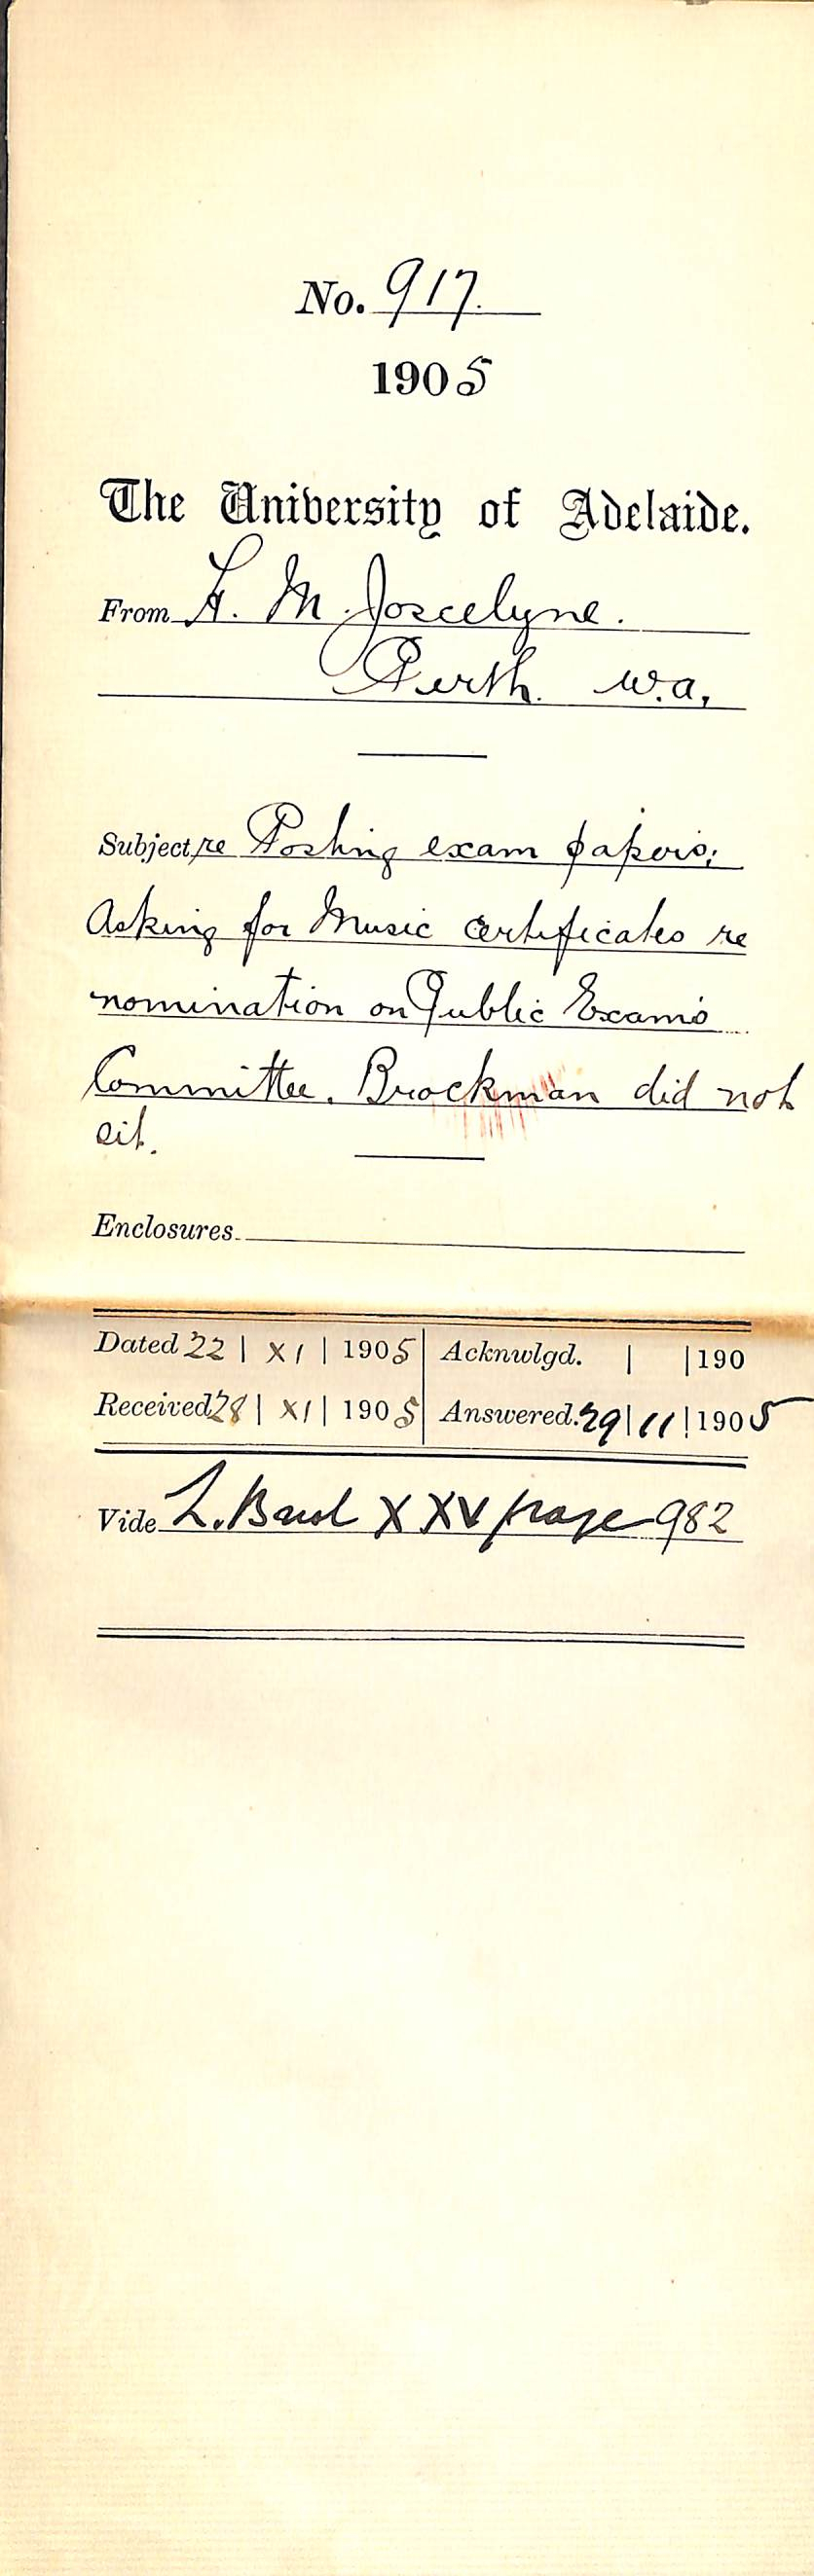 No. 917.
1905
The University of Adelaide.
From A. M. Joscelyne.
Perth. W.A.
Subject re Posting exam papers;
Asking for Music certificates re
nomination on Public Exams
Committee. Brockman did not
sit.
Enclosures
Dated 22 | XI | 1905 Acknwlgd. | | 190
Received 28 | XI | 1905 Answered. 29 | 11 | 1905
Vide L. XXV page 982